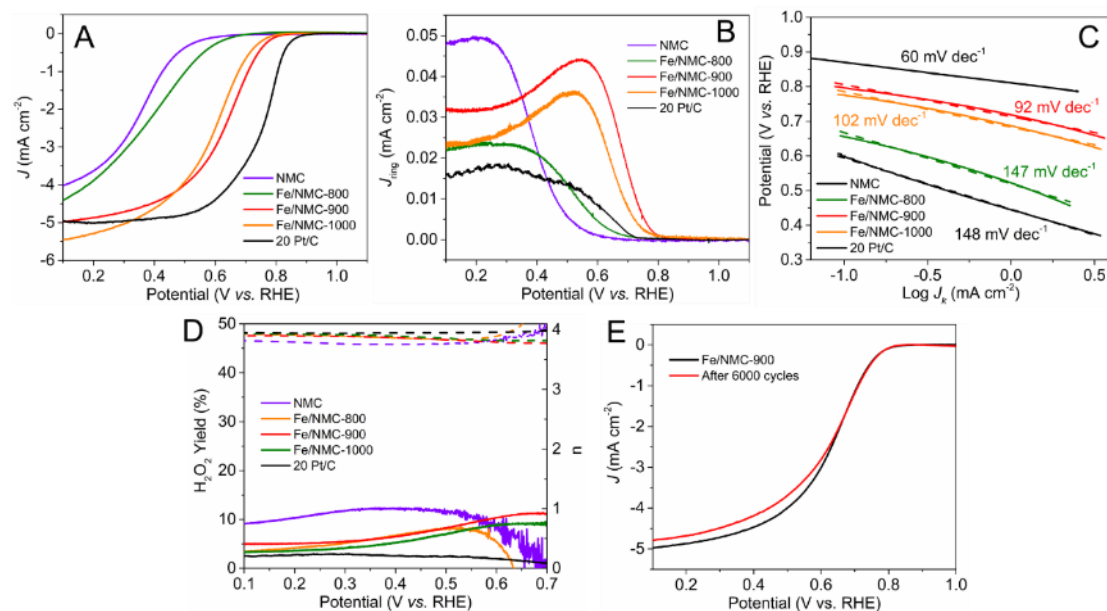 A
J (mA cm⁻²)
0
-1
-2
-3
-4
-5
-6
NMC
Fe/NMC-800
Fe/NMC-900
Fe/NMC-1000
20 Pt/C
0.2 0.4 0.6 0.8 1.0
Potential (V vs. RHE)
B
J_ring (mA cm⁻²)
0.05
0.04
0.03
0.02
0.01
0.00
NMC
Fe/NMC-800
Fe/NMC-900
Fe/NMC-1000
20 Pt/C
0.2 0.4 0.6 0.8 1.0
Potential (V vs. RHE)
C
Potential (V vs. RHE)
1.0
0.9
0.8
0.7
0.6
0.5
0.4
0.3
60 mV dec⁻¹
92 mV dec⁻¹
102 mV dec⁻¹
147 mV dec⁻¹
148 mV dec⁻¹
NMC
Fe/NMC-800
Fe/NMC-900
Fe/NMC-1000
20 Pt/C
-1.0 -0.5 0.0 0.5
Log J_k (mA cm⁻²)
D
H₂O₂ Yield (%)
50
40
30
20
10
0
NMC
Fe/NMC-800
Fe/NMC-900
Fe/NMC-1000
20 Pt/C
4
3
2
1
0
n
0.1 0.2 0.3 0.4 0.5 0.6 0.7
Potential (V vs. RHE)
E
J (mA cm⁻²)
0
-1
-2
-3
-4
-5
Fe/NMC-900
After 6000 cycles
0.2 0.4 0.6 0.8 1.0
Potential (V vs. RHE)